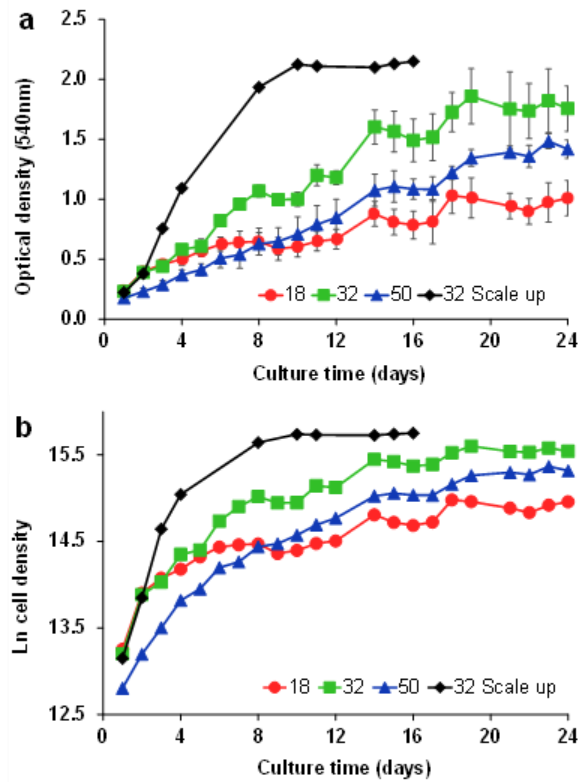 a
Optical density (540nm)
2.5
2.0
1.5
1.0
0.5
0.0
18 32 50 32 Scale up
0 4 8 12 16 20 24
Culture time (days)
b
Ln cell density
15.5
14.5
13.5
12.5
18 32 50 32 Scale up
0 4 8 12 16 20 24
Culture time (days)